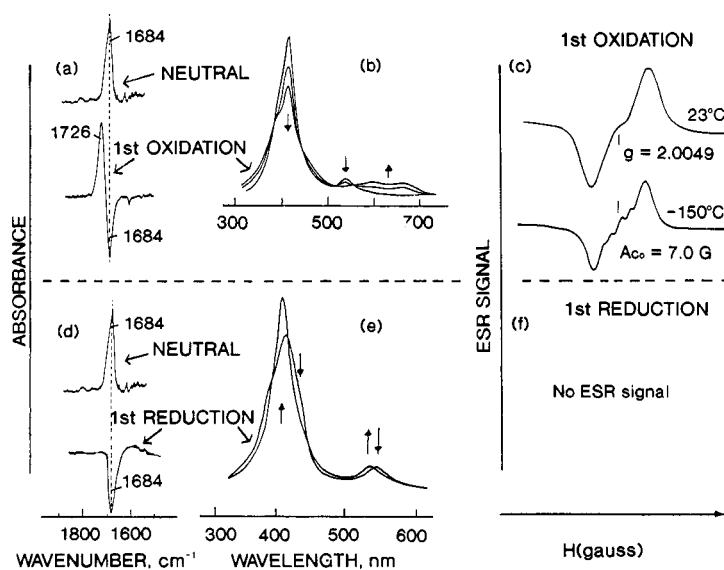 1st OXIDATION
(a)
1684
NEUTRAL
(b)
(c)
23°C
g = 2.0049
1726
1st OXIDATION
1684
300
500
700
-150°C
A_Co = 7.0 G
ABSORBANCE
ESR SIGNAL
1st REDUCTION
(d)
1684
NEUTRAL
(e)
(f)
No ESR signal
1st REDUCTION
1684
1800
1600
300
400
500
600
WAVENUMBER, cm⁻¹
WAVELENGTH, nm
H(gauss)